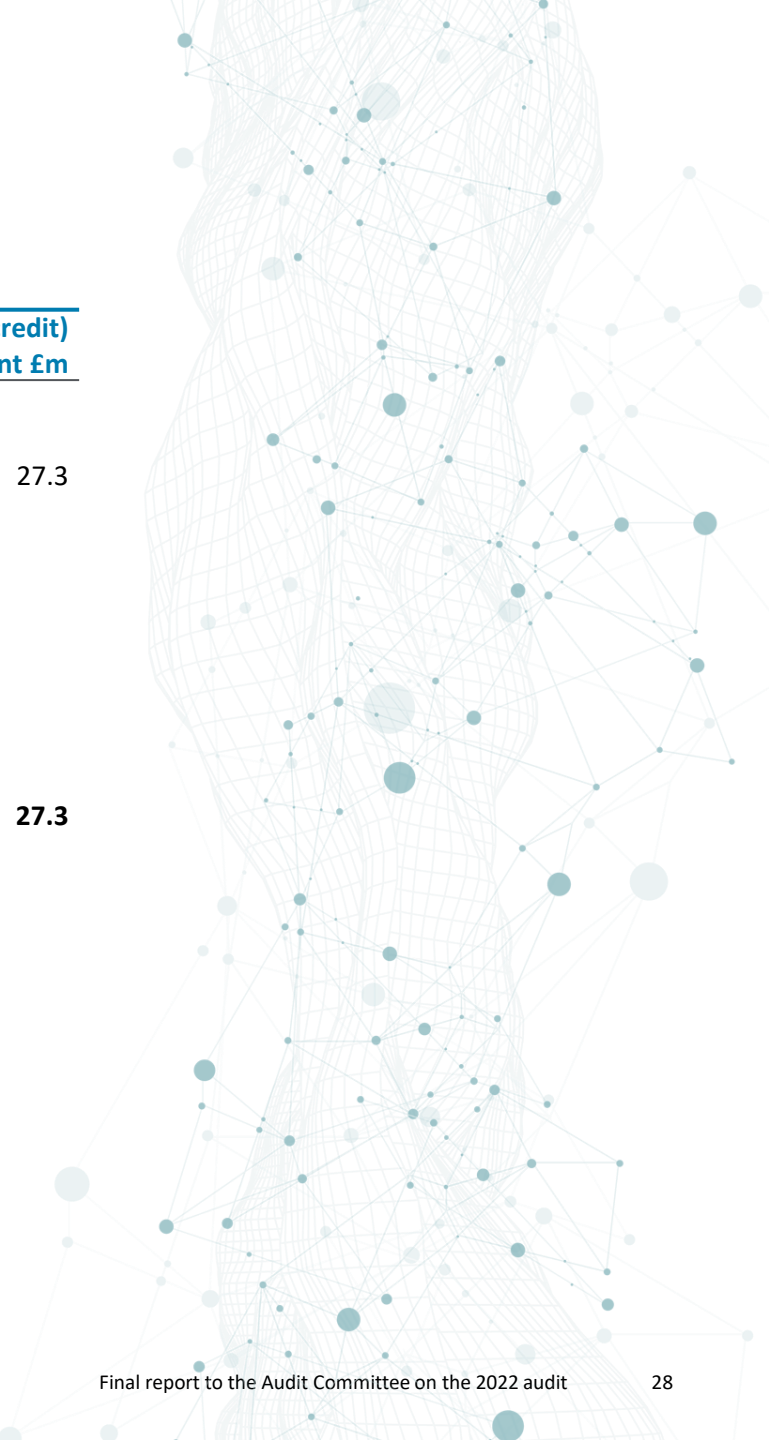 redit)
nt £m
27.3
27.3
Final report to the Audit Committee on the 2022 audit 28